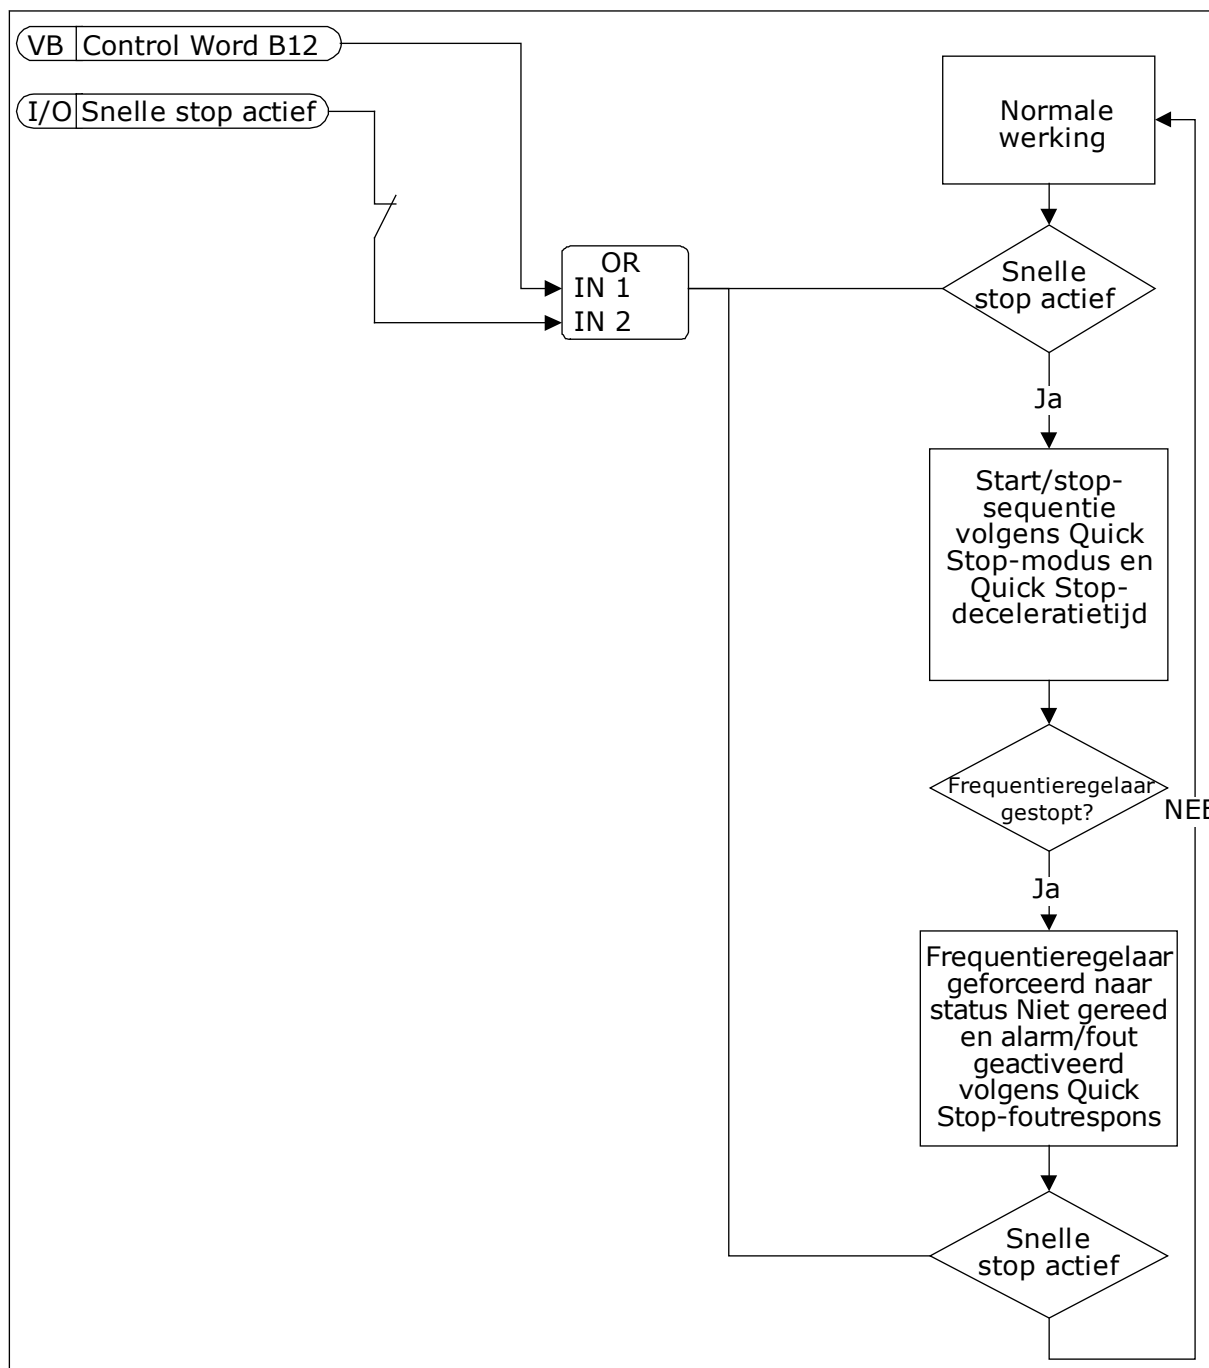 VB Control Word B12
I/O Snelle stop actief
OR
IN 1
IN 2
Normale
werking
Snelle
stop actief
Ja
Start/stop-
sequentie
volgens Quick
Stop-modus en
Quick Stop-
deceleratietijd
Frequentieregelaar
gestopt?
NEE
Ja
Frequentieregelaar
geforceerd naar
status Niet gereed
en alarm/fout
geactiveerd
volgens Quick
Stop-foutrespons
Snelle
stop actief